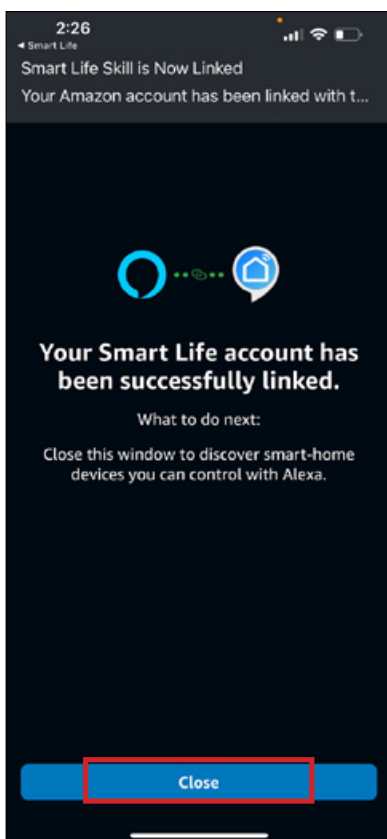 2:26
Smart Life
Smart Life Skill is Now Linked
Your Amazon account has been linked with t...
Your Smart Life account has
been successfully linked.
What to do next:
Close this window to discover smart-home
devices you can control with Alexa.
Close